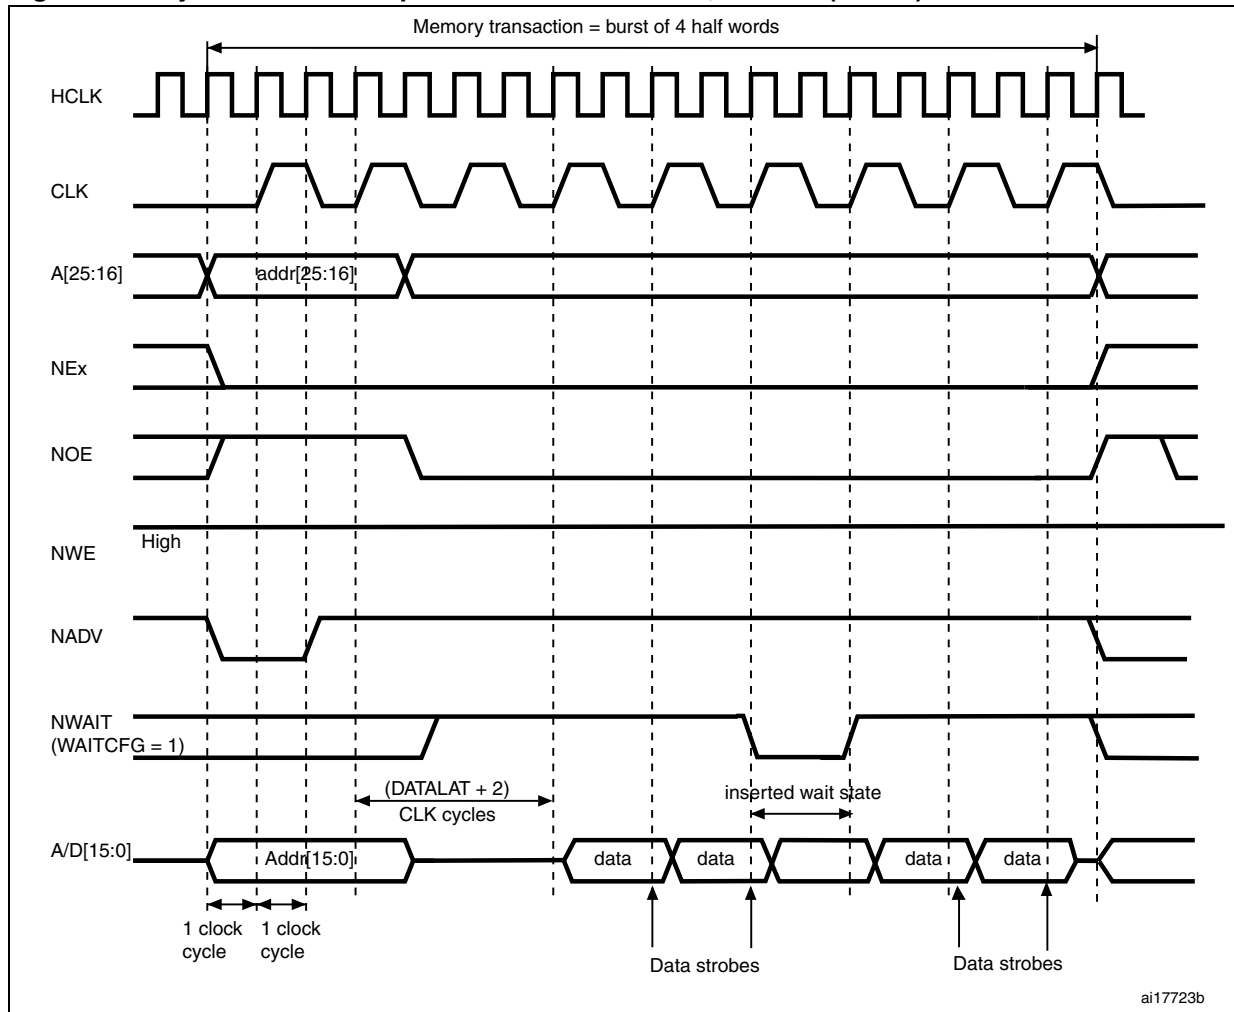 Memory transaction = burst of 4 half words
HCLK
CLK
A[25:16]
addr[25:16]
NEx
NOE
High
NWE
NADV
NWAIT
(WAITCFG = 1)
(DATALAT + 2)
CLK cycles
inserted wait state
A/D[15:0]
Addr[15:0]
data
data
data
data
1 clock
cycle
1 clock
cycle
Data strobes
Data strobes
ai17723b